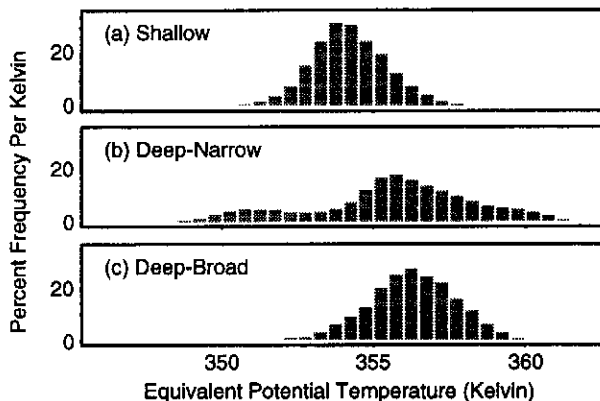 Percent Frequency Per Kelvin
(a) Shallow
20
0
(b) Deep-Narrow
20
0
(c) Deep-Broad
20
0
350 355 360
Equivalent Potential Temperature (Kelvin)